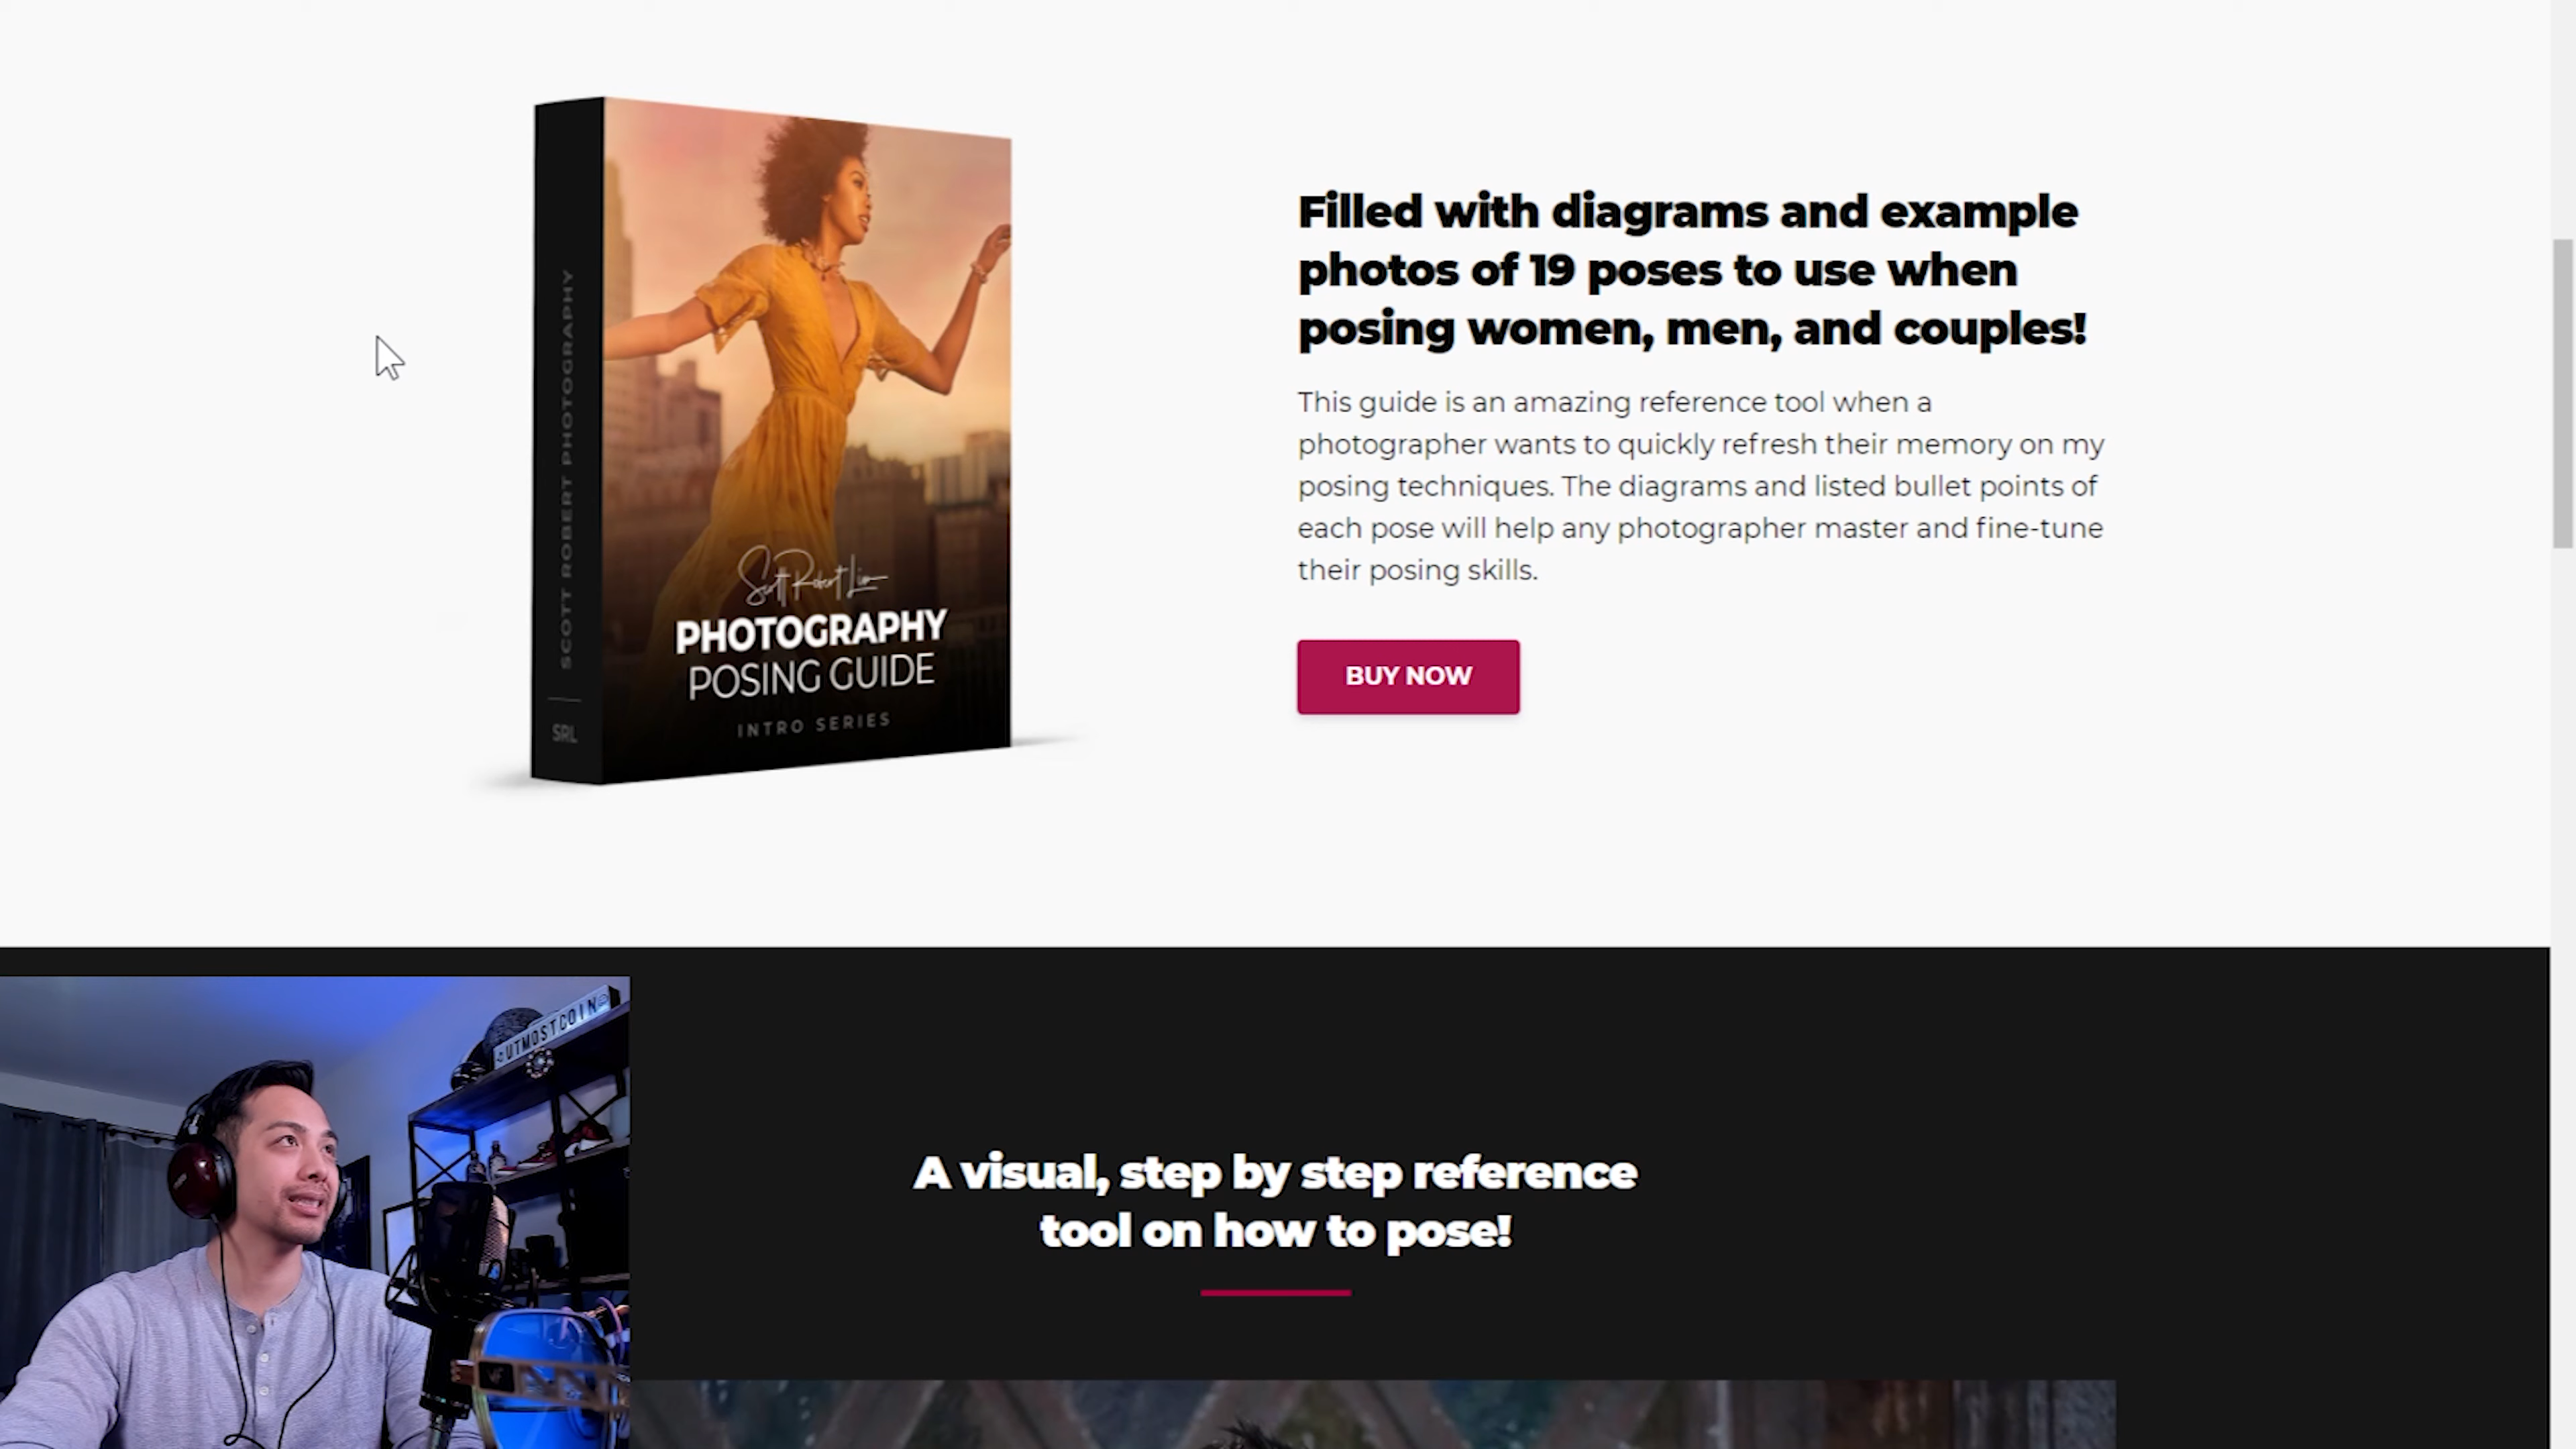 SCOTT ROBERT PHOTOGRAPHY
SRL
Scott Robert Lim
PHOTOGRAPHY
POSING GUIDE
INTRO SERIES
Filled with diagrams and example
photos of 19 poses to use when
posing women, men, and couples!
This guide is an amazing reference tool when a
photographer wants to quickly refresh their memory on my
posing techniques. The diagrams and listed bullet points of
each pose will help any photographer master and fine-tune
their posing skills.
BUY NOW
UTMOSTCOIN
A visual, step by step reference
tool on how to pose!